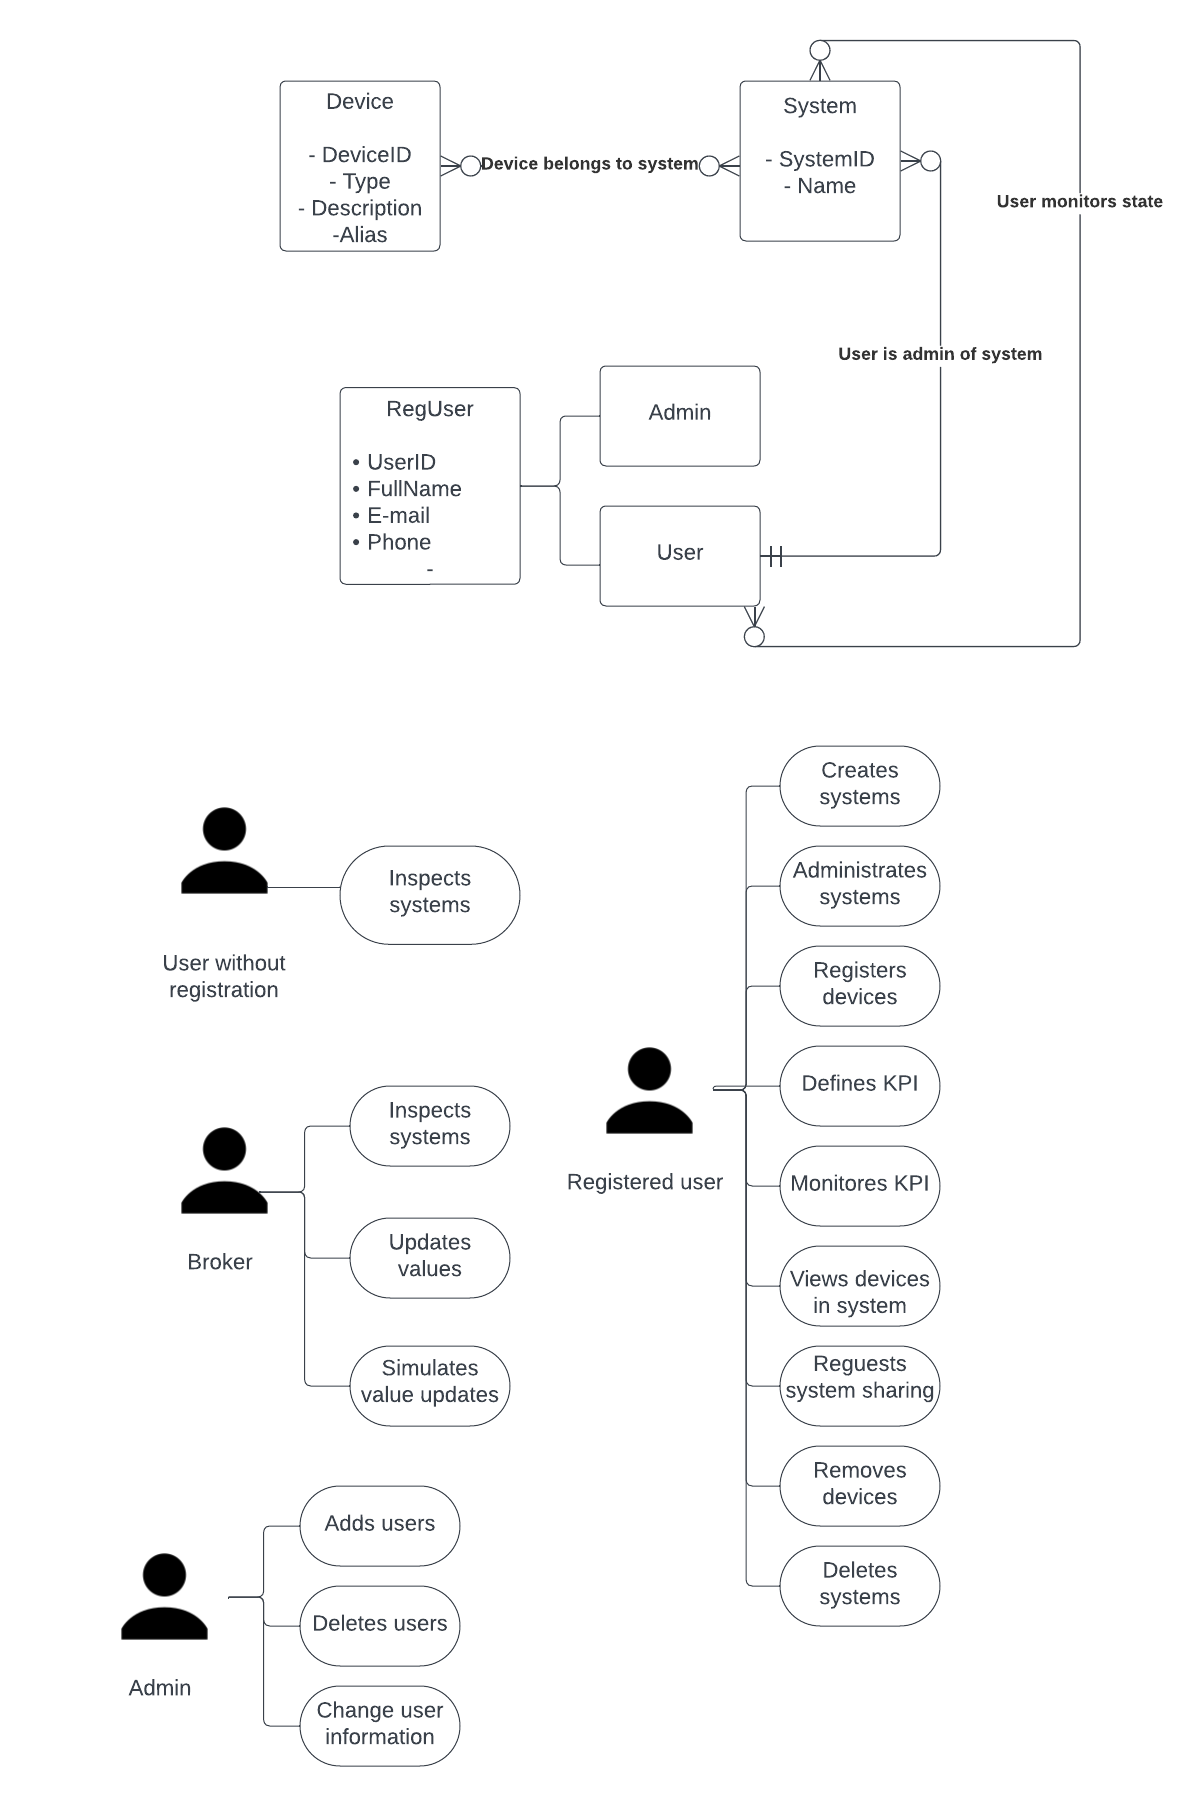 Device
- DeviceID
- Type
- Description
-Alias
Device belongs to system
System
- SystemID
- Name
User monitors state
User is admin of system
RegUser
• UserID
• FullName
• E-mail
• Phone
-
Admin
User
User without
registration
Inspects
systems
Broker
Inspects
systems
Updates
values
Simulates
value updates
Admin
Adds users
Deletes users
Change user
information
Registered user
Creates
systems
Administrates
systems
Registers
devices
Defines KPI
Monitores KPI
Views devices
in system
Reguests
system sharing
Removes
devices
Deletes
systems